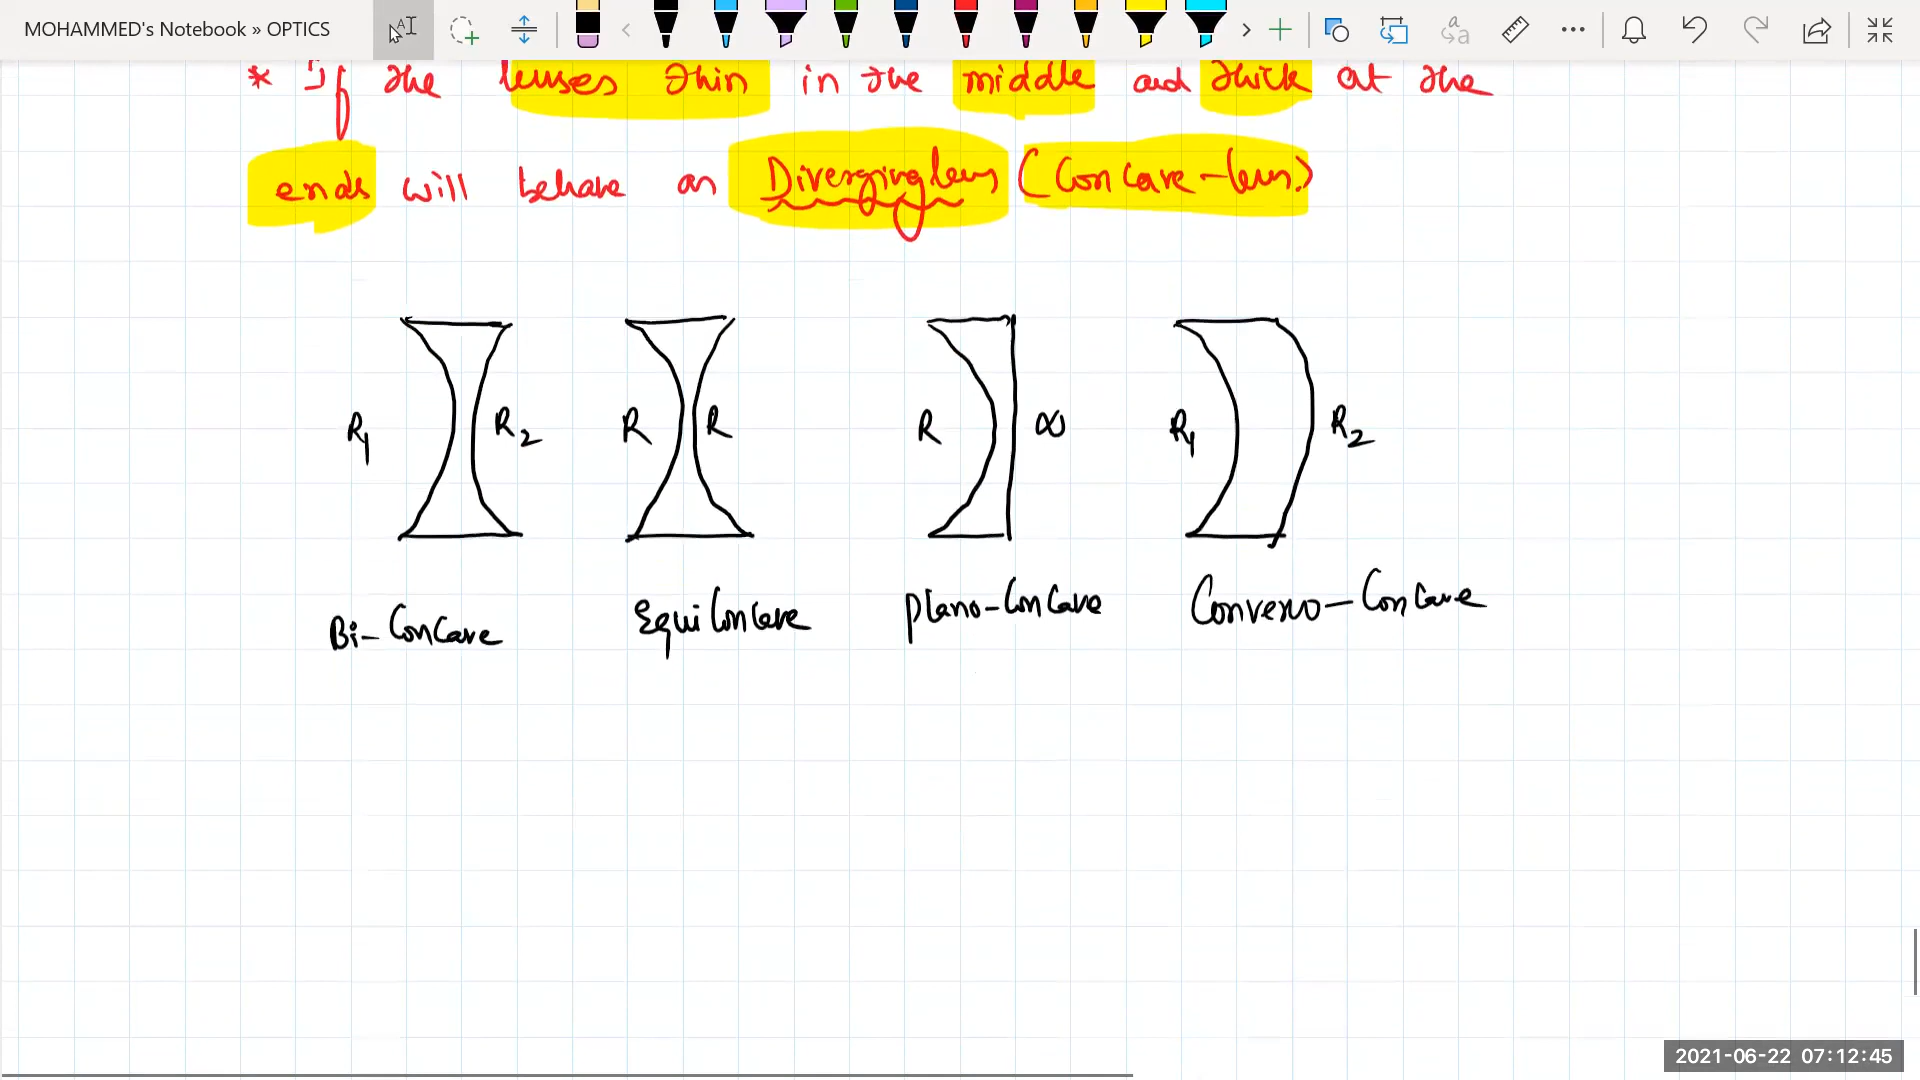 MOHAMMED's Notebook » OPTICS
* If the lenses thin in the middle and thick at the
ends will behave an Diverging lens (Concave-lens)
R1 R2 R R R ∞ R1 R2
Bi-Concave Equi Concave Plano-Concave Convexo-Concave
2021-06-22 07:12:45